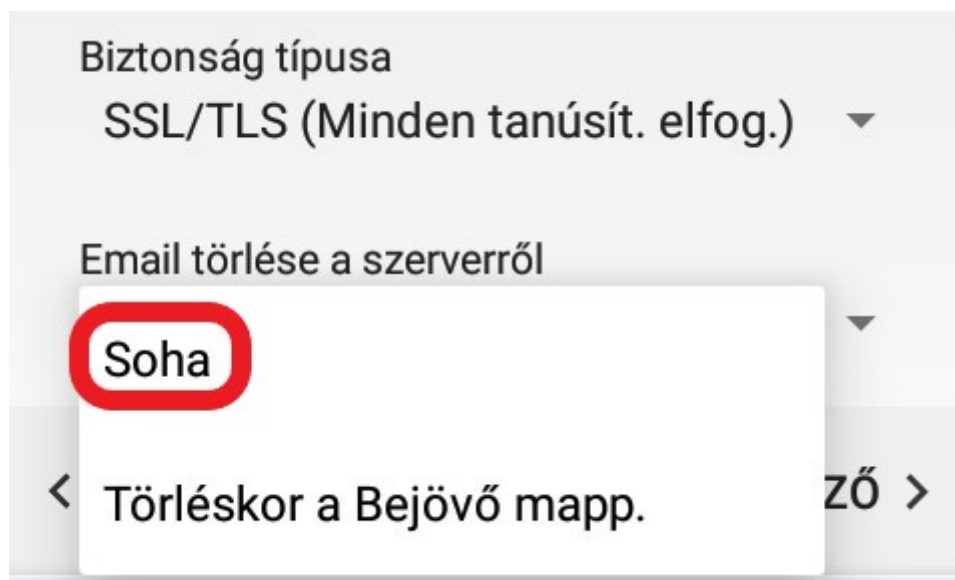 Biztonság típusa
SSL/TLS (Minden tanúsít. elfog.)
Email törlése a szerverről
Soha
Törléskor a Bejövő mapp.
ző